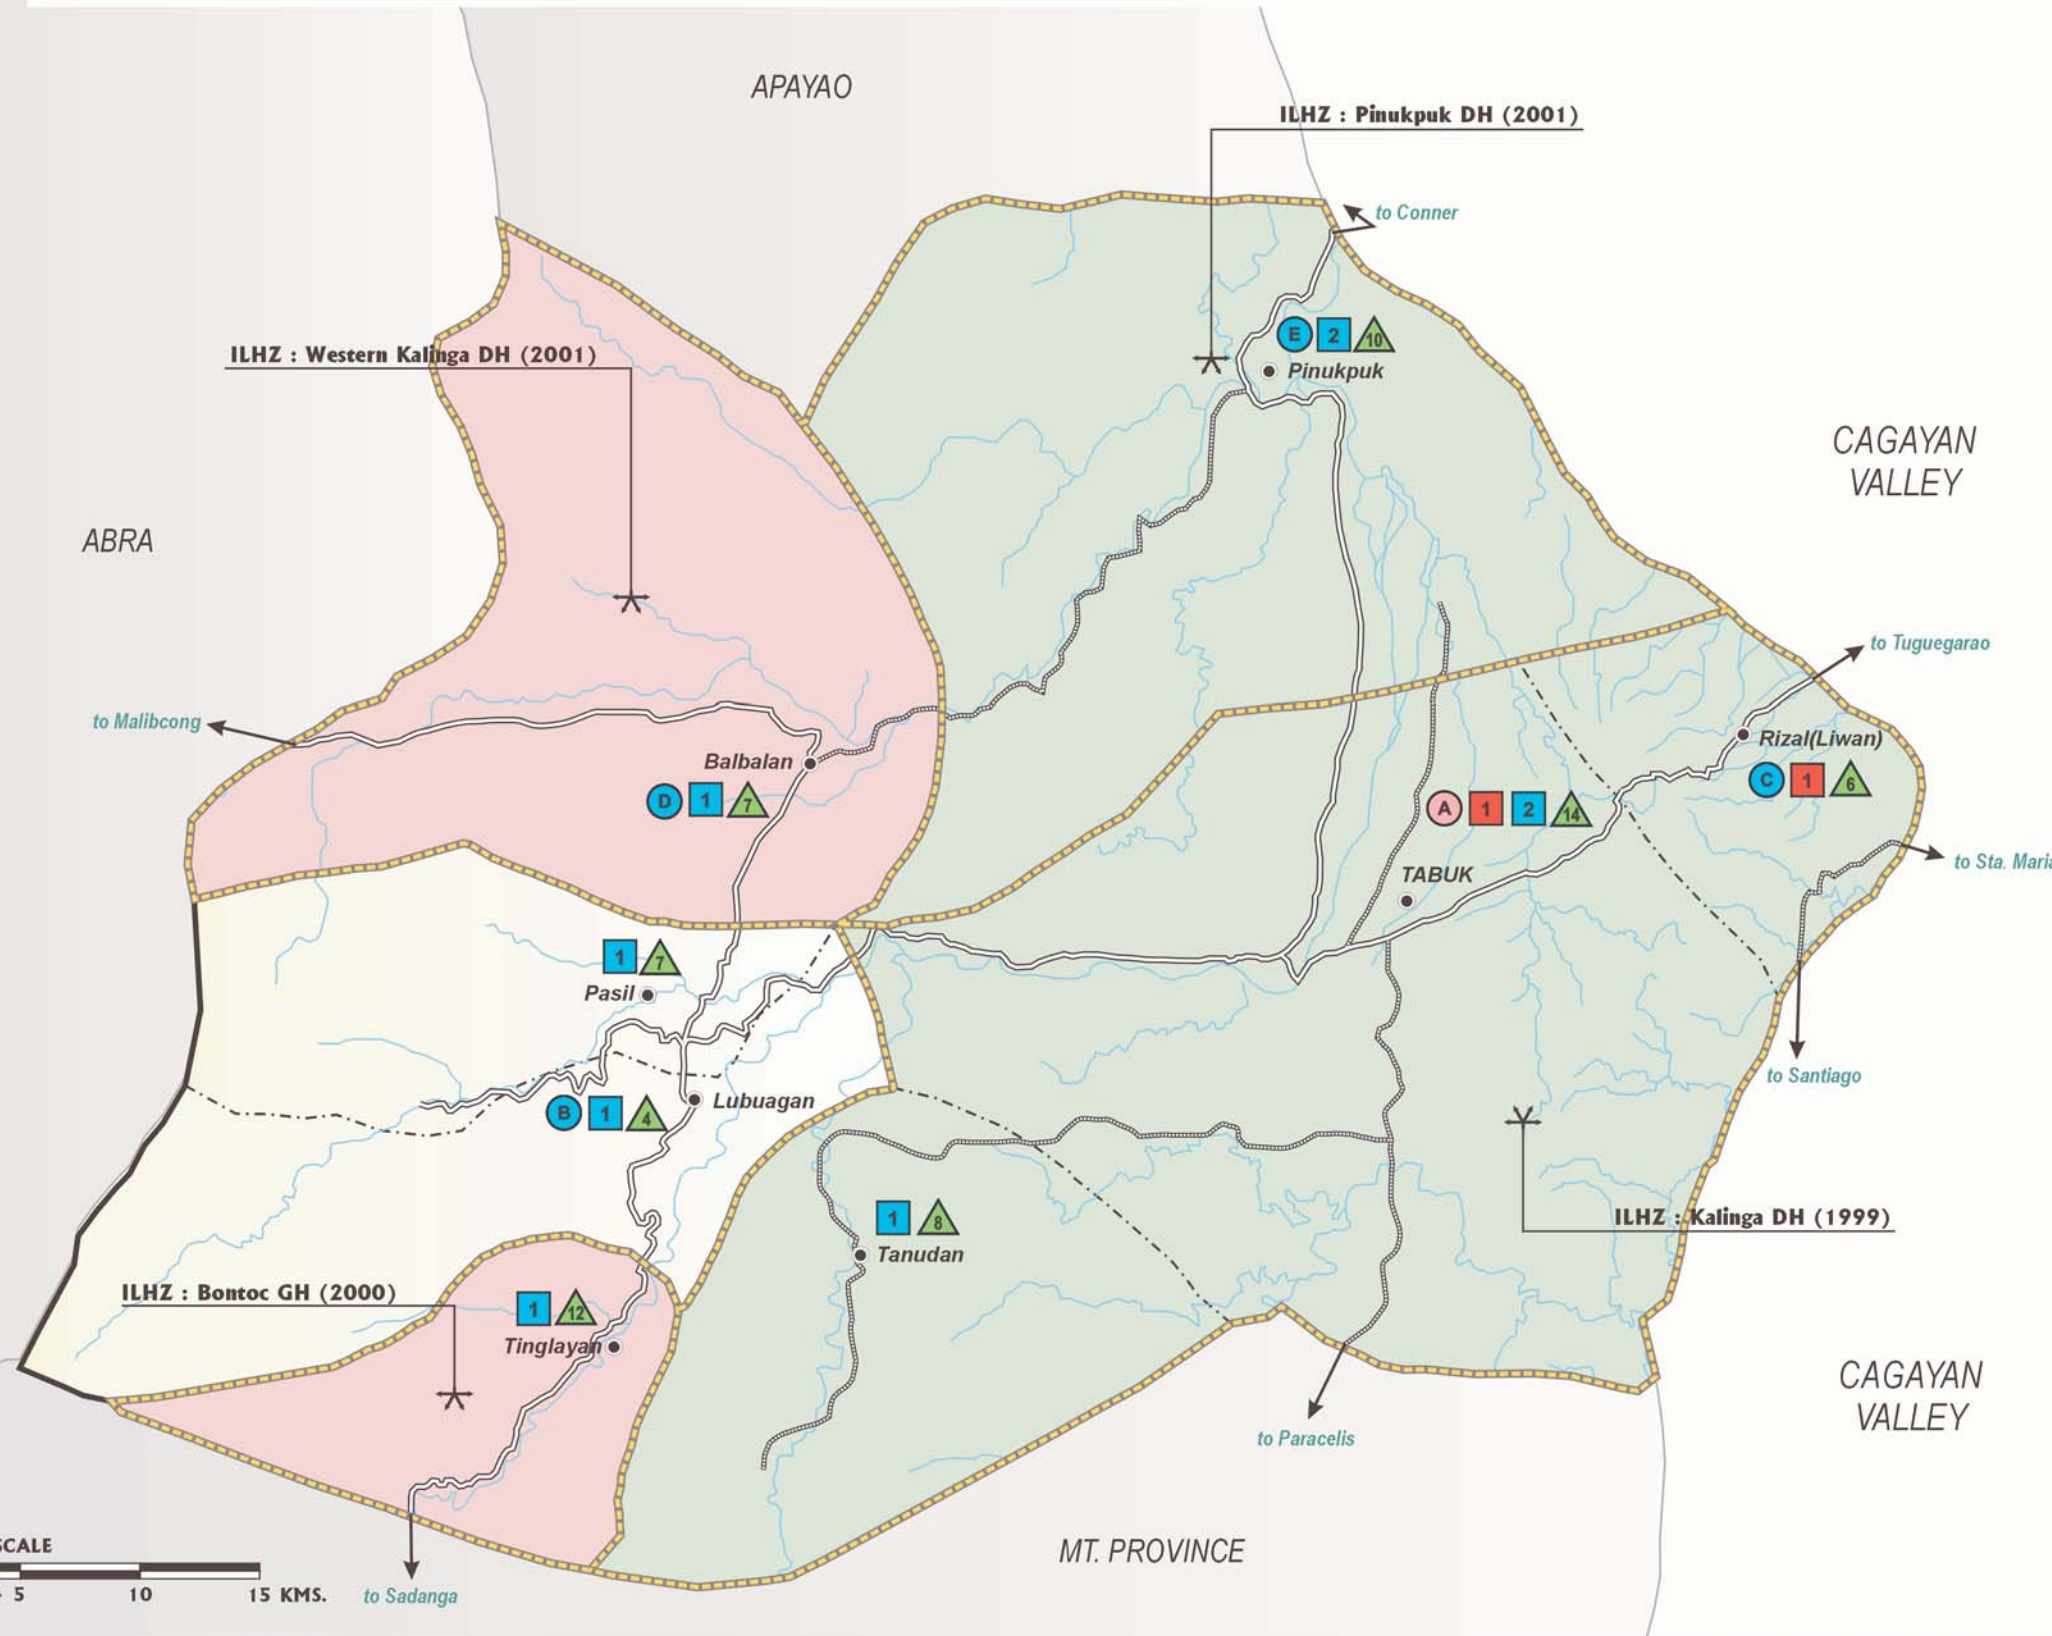 APAYAO
ILHZ : Pinukpuk DH (2001)
to Conner
E 2 10
Pinukpuk
ILHZ : Western Kalinga DH (2001)
CAGAYAN
VALLEY
ABRA
to Tuguegarao
to Malibcong
Rizal(Liwan)
C 1 6
Balbalan
D 1 7
A 1 2 14
TABUK
to Sta. Maria
1 7
Pasil
to Santiago
B 1 4
Lubuagan
1 8
Tanudan
ILHZ : Kalinga DH (1999)
ILHZ : Bontoc GH (2000)
1 12
Tinglayan
CAGAYAN
VALLEY
to Paracelis
MT. PROVINCE
SCALE
5 10 15 KMS.
to Sadanga